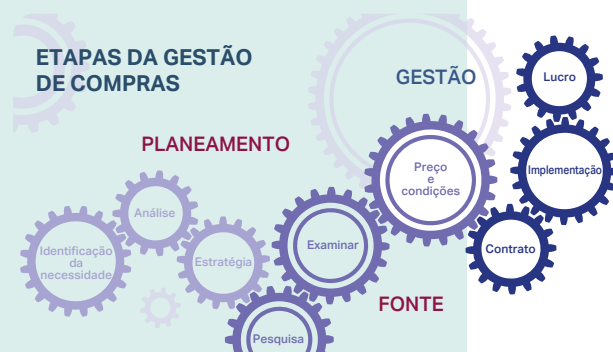 ETAPAS DA GESTÃO
DE COMPRAS
GESTÃO
Lucro
PLANEAMENTO
Preço
e
condições
Implementação
Análise
Identificação
da
necessidade
Estratégia
Examinar
Contrato
FONTE
Pesquisa